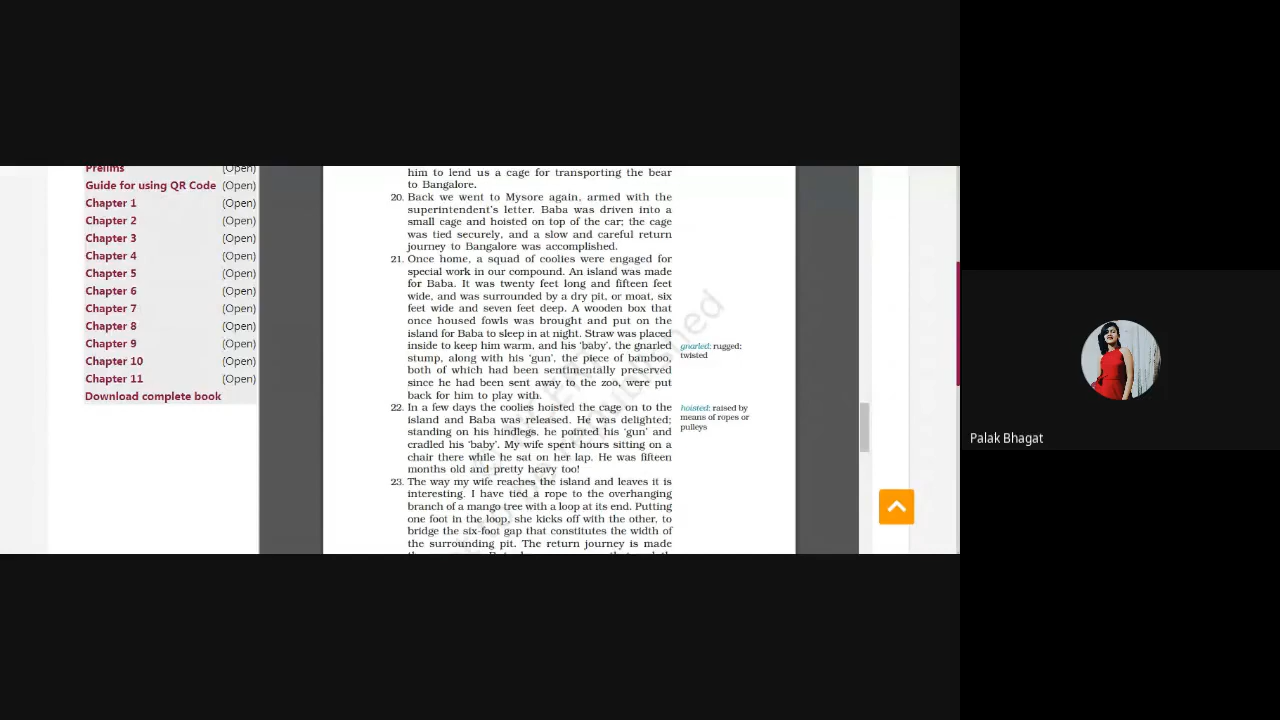 Prelims (Open)
Guide for using QR Code (Open)
Chapter 1 (Open)
Chapter 2 (Open)
Chapter 3 (Open)
Chapter 4 (Open)
Chapter 5 (Open)
Chapter 6 (Open)
Chapter 7 (Open)
Chapter 8 (Open)
Chapter 9 (Open)
Chapter 10 (Open)
Chapter 11 (Open)
Download complete book
him to lend us a cage for transporting the bear
to Bangalore.
20. Back we went to Mysore again, armed with the
superintendent's letter. Baba was driven into a
small cage and hoisted on top of the car; the cage
was tied securely, and a slow and careful return
journey to Bangalore was accomplished.
21. Once home, a squad of coolies were engaged for
special work in our compound. An island was made
for Baba. It was twenty feet long and fifteen feet
wide, and was surrounded by a dry pit, or moat, six
feet wide and seven feet deep. A wooden box that
once housed fowls was brought and put on the
island for Baba to sleep in at night. Straw was placed
inside to keep him warm, and his 'baby', the gnarled
stump, along with his 'gun', the piece of bamboo,
both of which had been sentimentally preserved
since he had been sent away to the zoo, were put
back for him to play with.
gnarled: rugged;
twisted
22. In a few days the coolies hoisted the cage on to the
island and Baba was released. He was delighted;
standing on his hindlegs, he pointed his 'gun' and
cradled his 'baby'. My wife spent hours sitting on a
chair there while he sat on her lap. He was fifteen
months old and pretty heavy too!
hoisted: raised by
means of ropes or
pulleys
23. The way my wife reaches the island and leaves it is
interesting. I have tied a rope to the overhanging
branch of a mango tree with a loop at its end. Putting
one foot in the loop, she kicks off with the other, to
bridge the six-foot gap that constitutes the width of
the surrounding pit. The return journey is made
published
Palak Bhagat